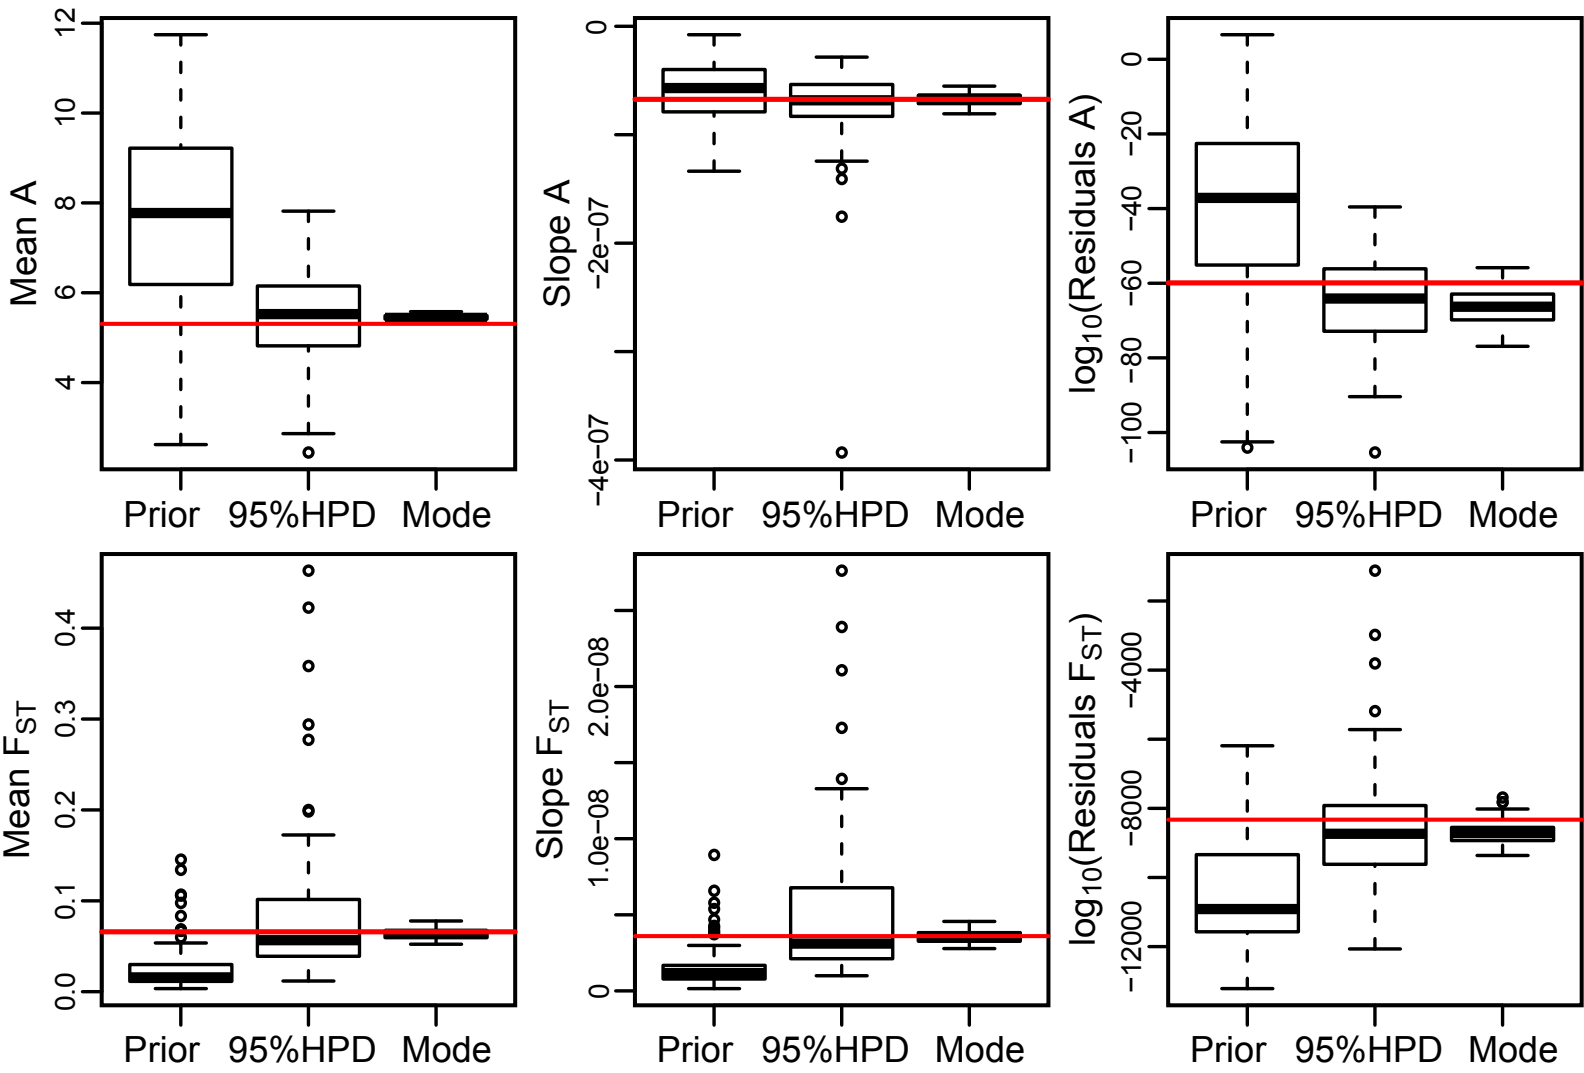 Mean A
12
10
8
6
4
Prior 95%HPD Mode
Slope A
0
−2e−07
−4e−07
Prior 95%HPD Mode
log10(Residuals A)
0
−20
−40
−60
−80
−100
Prior 95%HPD Mode
Mean FST
0.4
0.3
0.2
0.1
0.0
Prior 95%HPD Mode
Slope FST
2.0e−08
1.0e−08
0
Prior 95%HPD Mode
log10(Residuals FST)
−4000
−8000
−12000
Prior 95%HPD Mode